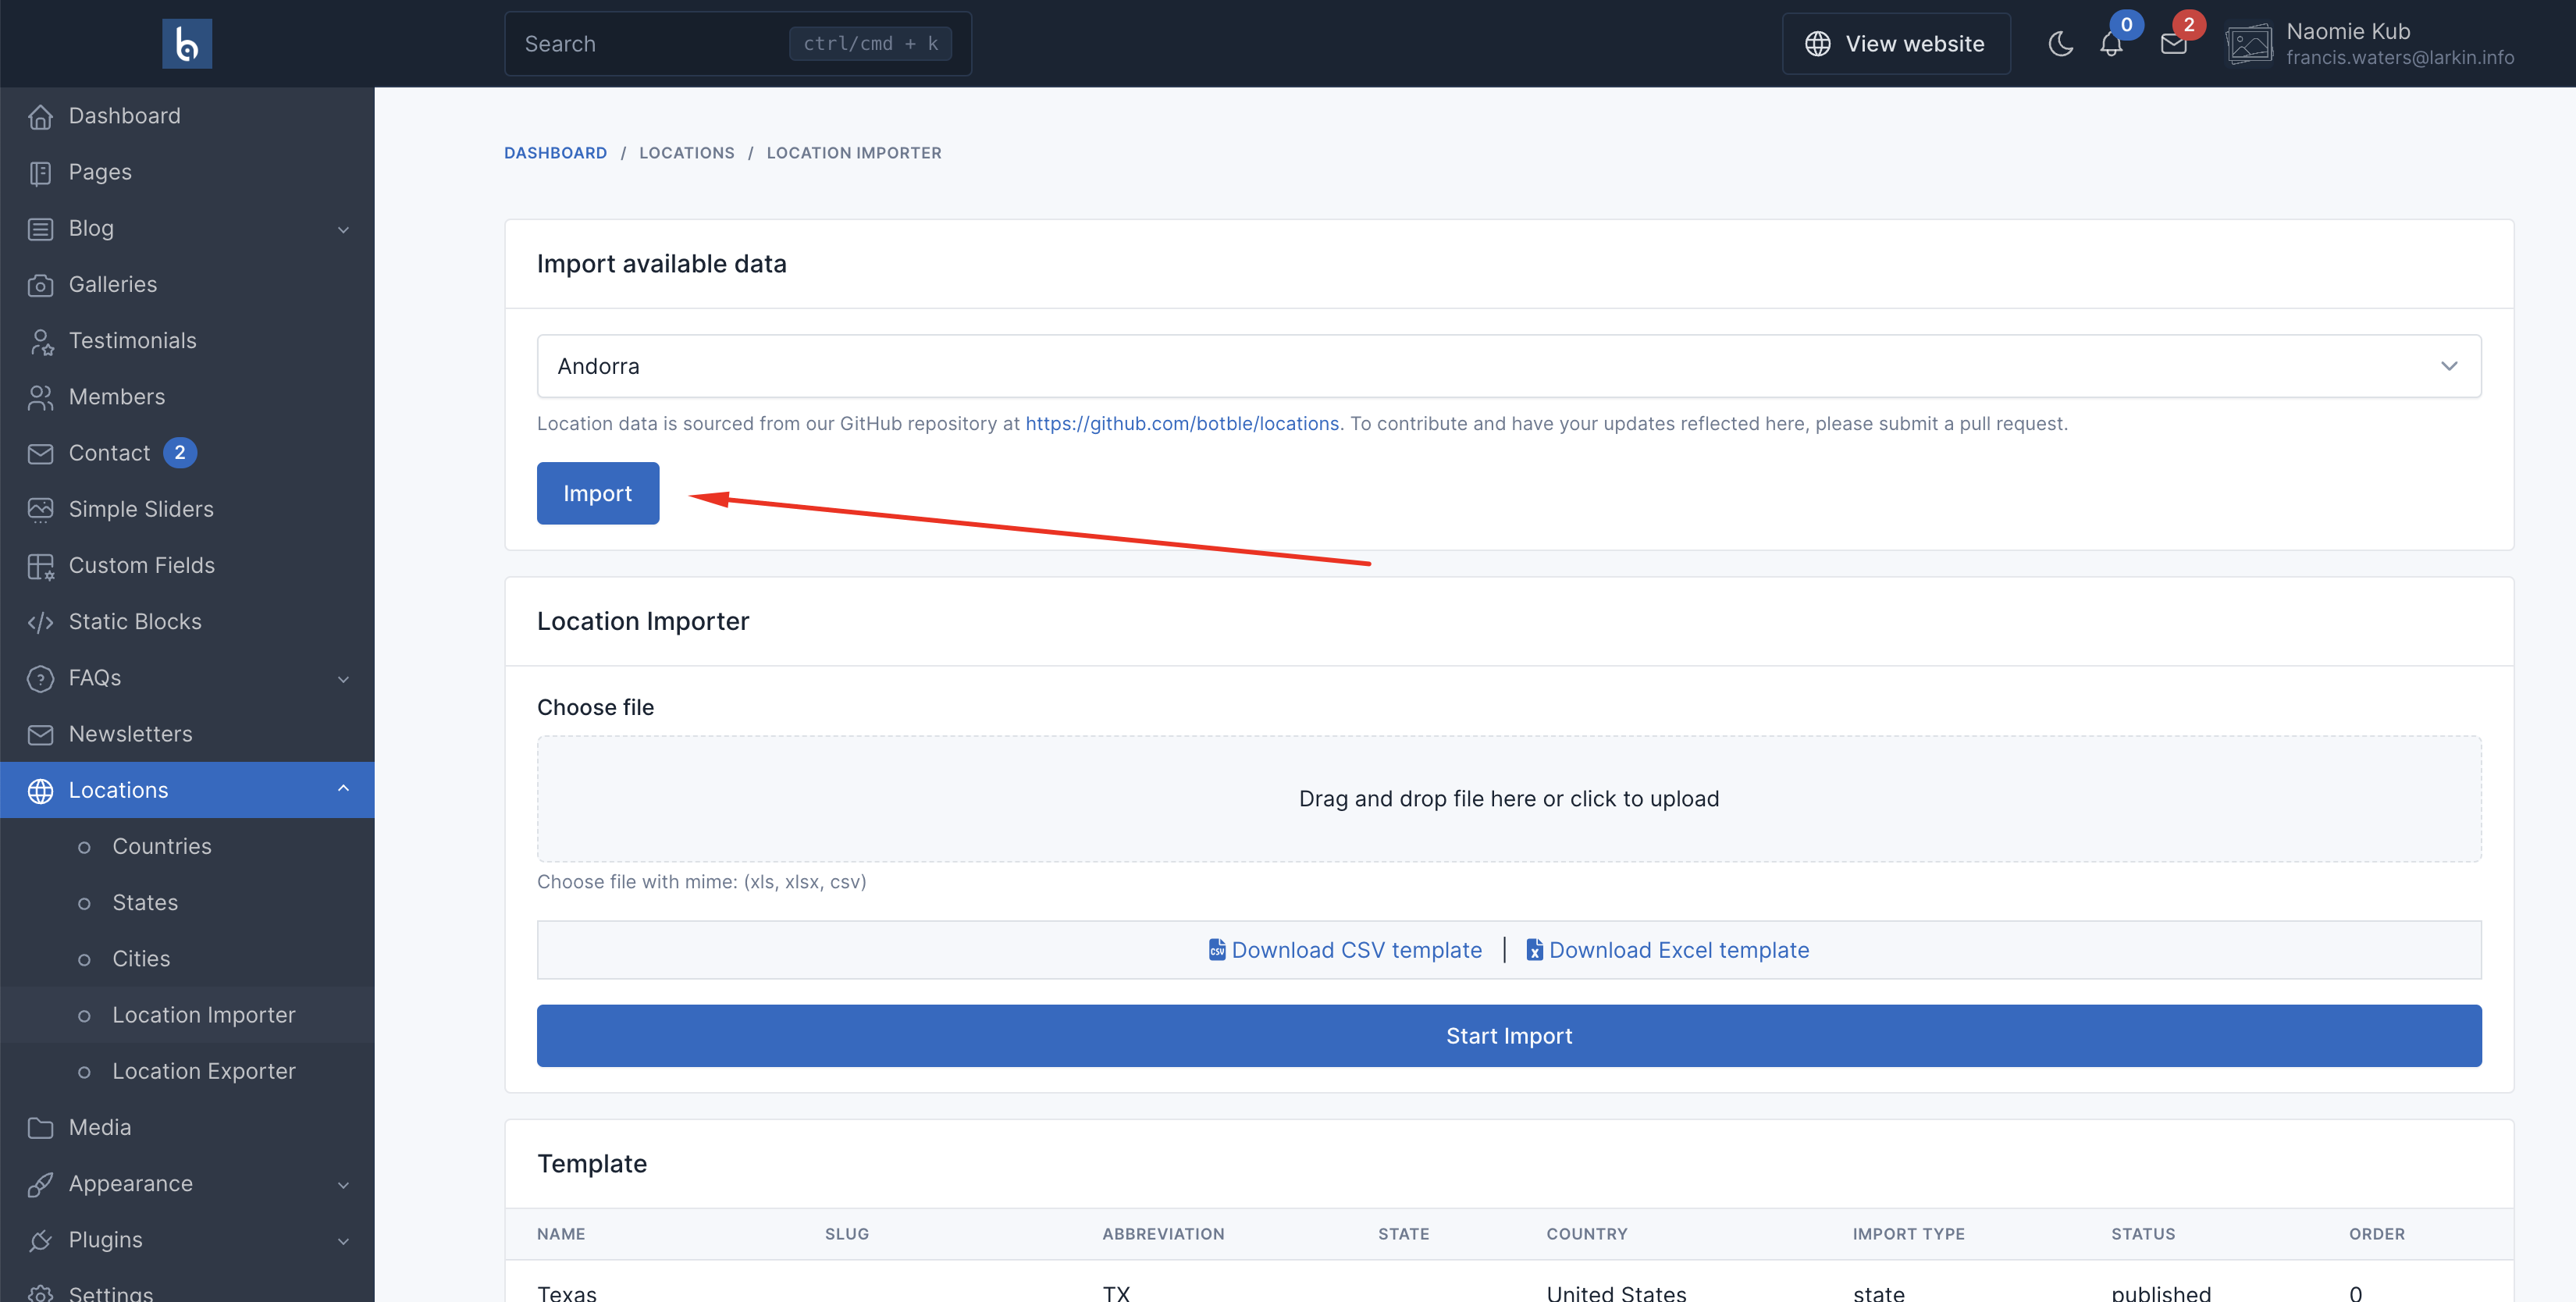 Search ctrl/cmd + k View website 0 2 Naomie Kub
francis.waters@larkin.info
Dashboard
Pages
Blog
Galleries
Testimonials
Members
Contact 2
Simple Sliders
Custom Fields
Static Blocks
FAQs
Newsletters
Locations
Countries
States
Cities
Location Importer
Location Exporter
Media
Appearance
Plugins
Settings
DASHBOARD / LOCATIONS / LOCATION IMPORTER
Import available data
Andorra
Location data is sourced from our GitHub repository at https://github.com/botble/locations. To contribute and have your updates reflected here, please submit a pull request.
Import
Location Importer
Choose file
Drag and drop file here or click to upload
Choose file with mime: (xls, xlsx, csv)
Download CSV template | Download Excel template
Start Import
Template
NAME SLUG ABBREVIATION STATE COUNTRY IMPORT TYPE STATUS ORDER
Texas TX United States state published 0